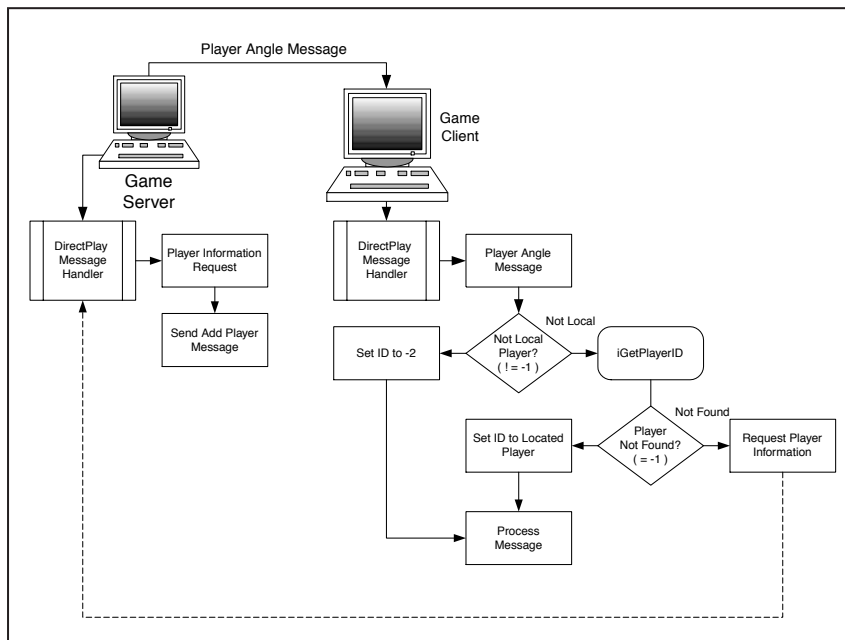 Player Angle Message
Game
Client
Game
Server
DirectPlay
Message
Handler
Player Information
Request
Send Add Player
Message
DirectPlay
Message
Handler
Player Angle
Message
Not Local
Not Local
Player?
( ! = -1 )
Set ID to -2
iGetPlayerID
Not Found
Player
Not Found?
( = -1 )
Set ID to Located
Player
Request Player
Information
Process
Message